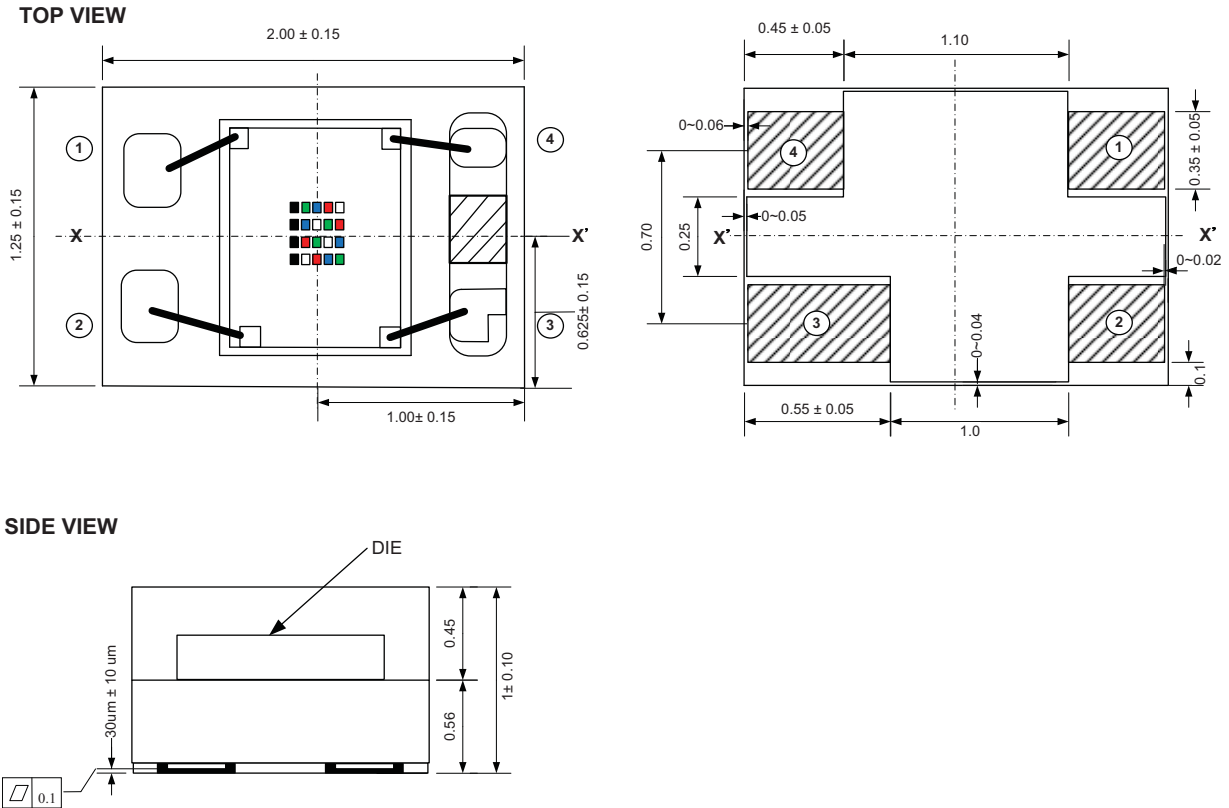 TOP VIEW
2.00 ± 0.15
1.25 ± 0.15
1
4
X
X’
2
3
0.625± 0.15
1.00± 0.15
0.45 ± 0.05
1.10
0~0.06
4
1
0.35 ± 0.05
0.70
0.25
0~0.05
X’
X’
0~0.02
3
2
0~0.04
0.1
0.55 ± 0.05
1.0
SIDE VIEW
DIE
0.45
1± 0.10
0.56
30um ± 10 um
0.1